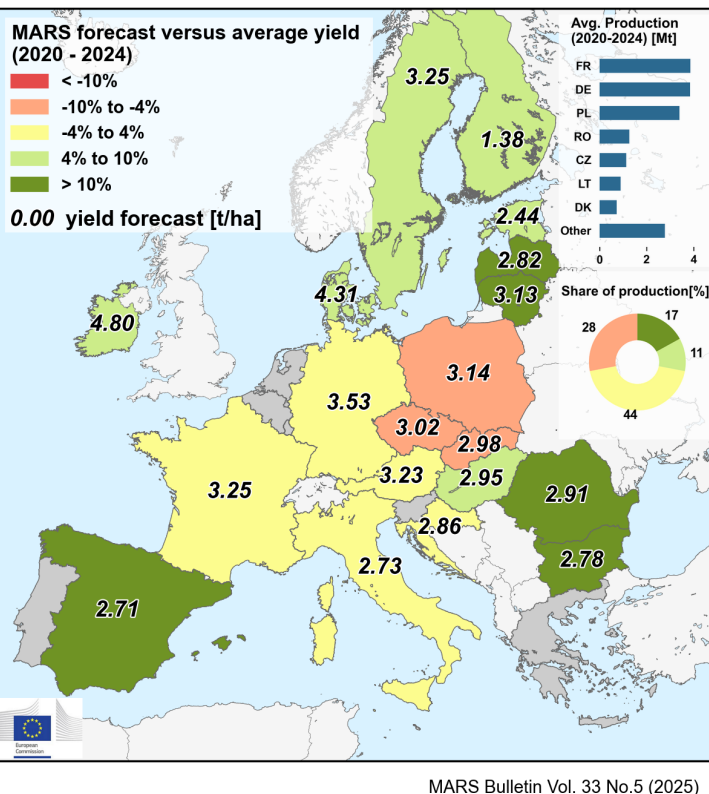 MARS forecast versus average yield
(2020 - 2024)
< -10%
-10% to -4%
-4% to 4%
4% to 10%
> 10%
0.00 yield forecast [t/ha]
Avg. Production
(2020-2024) [Mt]
FR
DE
PL
RO
CZ
LT
DK
Other
0 2 4
Share of production[%]
17
28
11
44
3.25
1.38
2.44
2.82
3.13
4.31
4.80
3.14
3.53
3.02
2.98
3.23
2.95
3.25
2.91
2.86
2.78
2.73
2.71
European
Commission
MARS Bulletin Vol. 33 No.5 (2025)